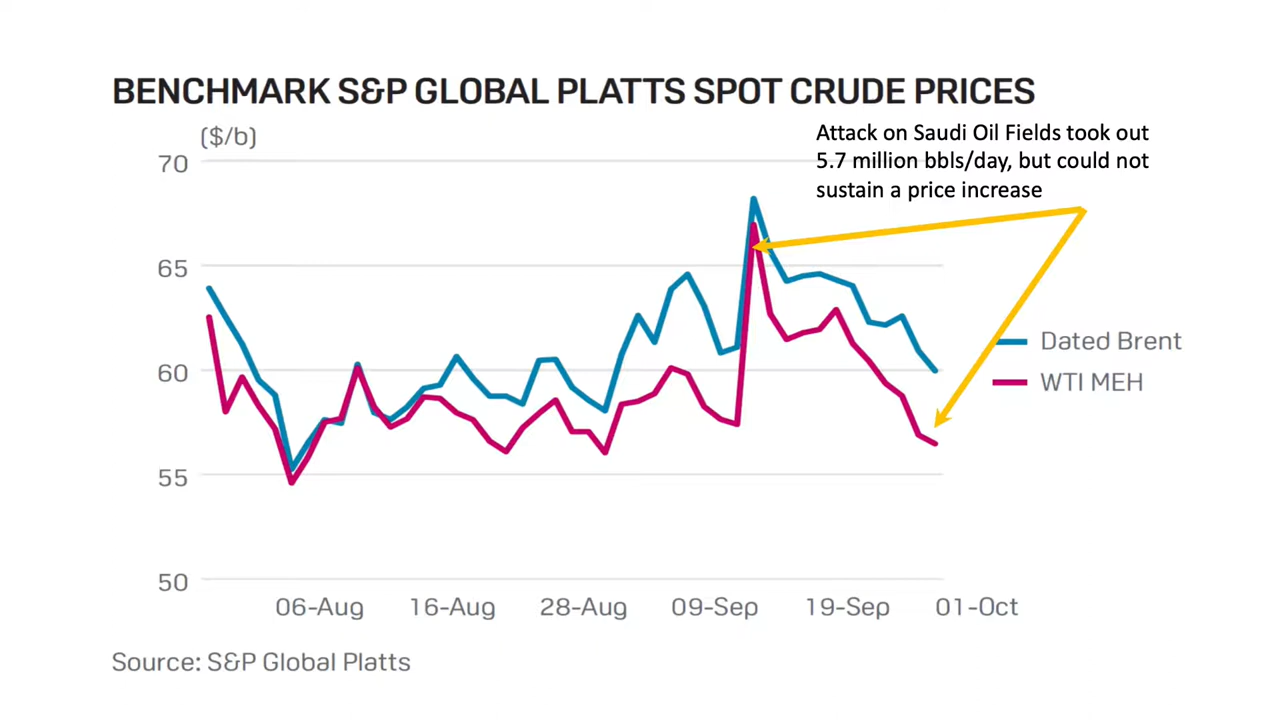 BENCHMARK S&P GLOBAL PLATTS SPOT CRUDE PRICES
($/b)
Attack on Saudi Oil Fields took out
5.7 million bbls/day, but could not
sustain a price increase
70
65
60
55
50
Dated Brent
WTI MEH
06-Aug 16-Aug 28-Aug 09-Sep 19-Sep 01-Oct
Source: S&P Global Platts